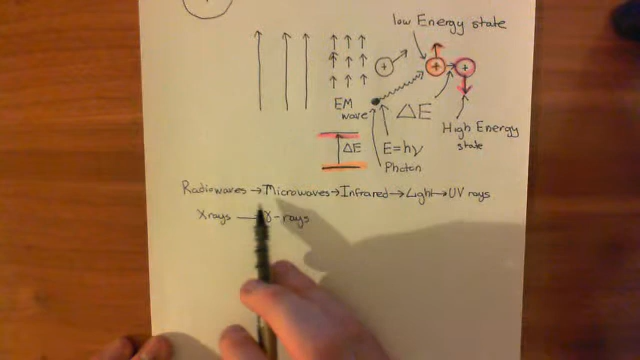 low Energy state
+ + +
EM
wave
ΔE
ΔE
High Energy
state
E=hν
Photon
Radiowaves → Microwaves → Infrared → Light → UV rays
Xrays → γ-rays